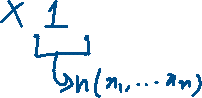 X 1
h(x₁, ... xₙ)